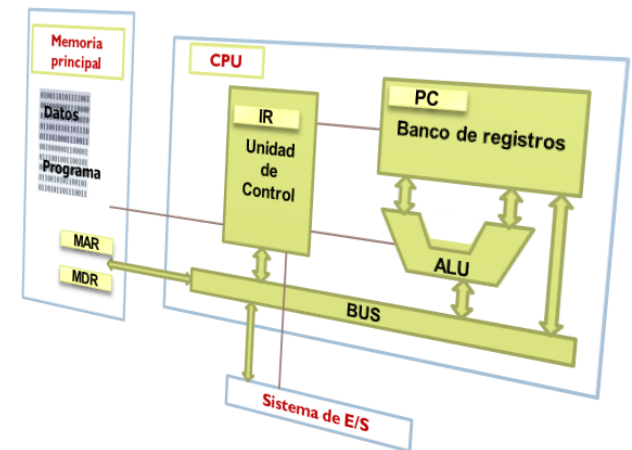 Memoria
principal
Datos
Programa
MAR
MDR
CPU
IR
Unidad
de
Control
PC
Banco de registros
ALU
BUS
Sistema de E/S